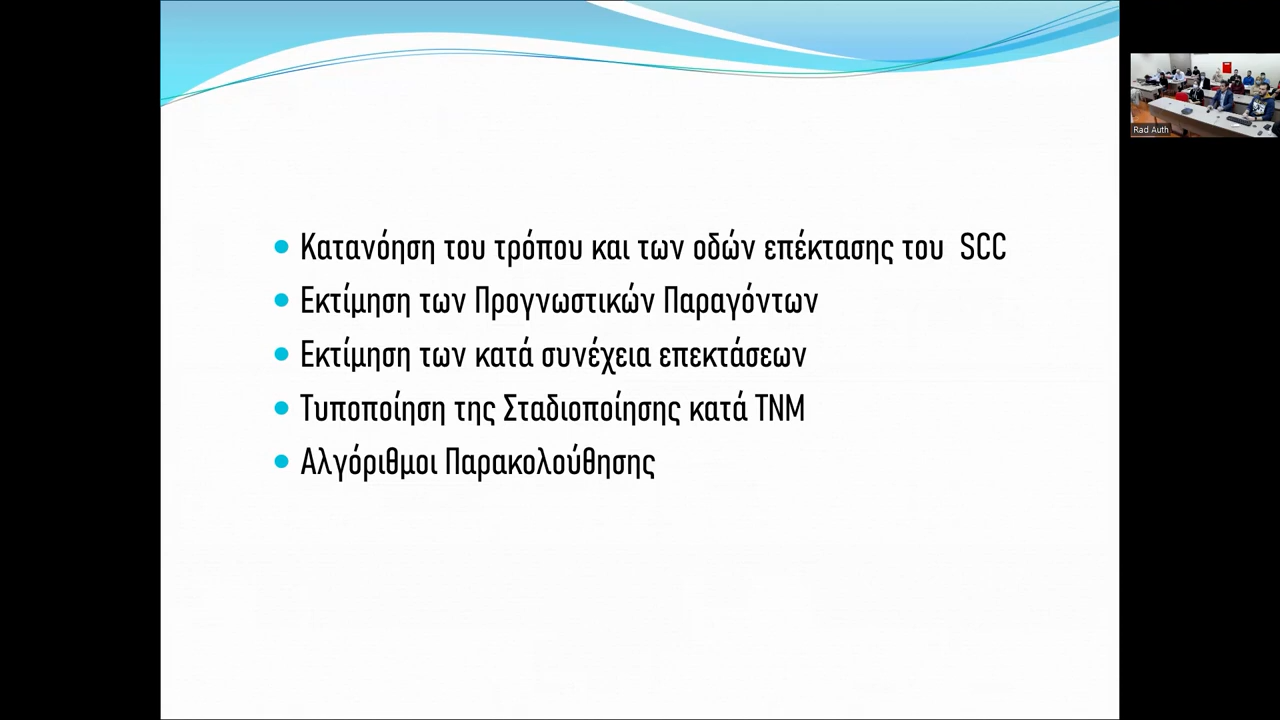 Κατανόηση του τρόπου και των οδών επέκτασης του SCC
Εκτίμηση των Προγνωστικών Παραγόντων
Εκτίμηση των κατά συνέχεια επεκτάσεων
Τυποποίηση της Σταδιοποίησης κατά TNM
Αλγόριθμοι Παρακολούθησης
Rad Auth